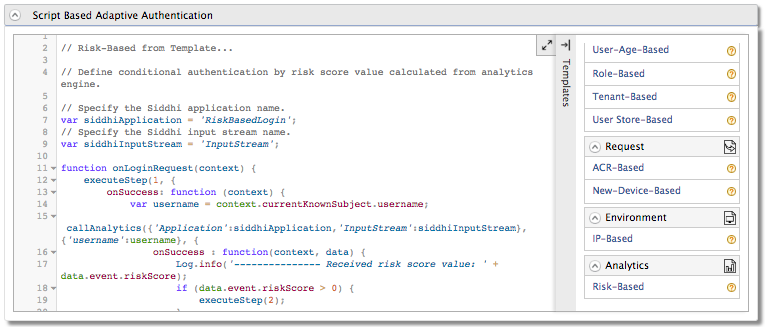 Script Based Adaptive Authentication
1
2 // Risk-Based from Template...
3
4 // Define conditional authentication by risk score value calculated from analytics
engine.
5
6 // Specify the Siddhi application name.
7 var siddhiApplication = 'RiskBasedLogin';
8 // Specify the Siddhi input stream name.
9 var siddhiInputStream = 'InputStream';
10
11 function onLoginRequest(context) {
12 executeStep(1, {
13 onSuccess: function (context) {
14 var username = context.currentKnownSubject.username;
15
callAnalytics({'Application':siddhiApplication,'InputStream':siddhiInputStream},
{'username':username}, {
16 onSuccess : function(context, data) {
17 Log.info('--------------- Received risk score value: ' +
data.event.riskScore);
18 if (data.event.riskScore > 0) {
19 executeStep(2);
Templates
User-Age-Based
Role-Based
Tenant-Based
User Store-Based
Request
ACR-Based
New-Device-Based
Environment
IP-Based
Analytics
Risk-Based